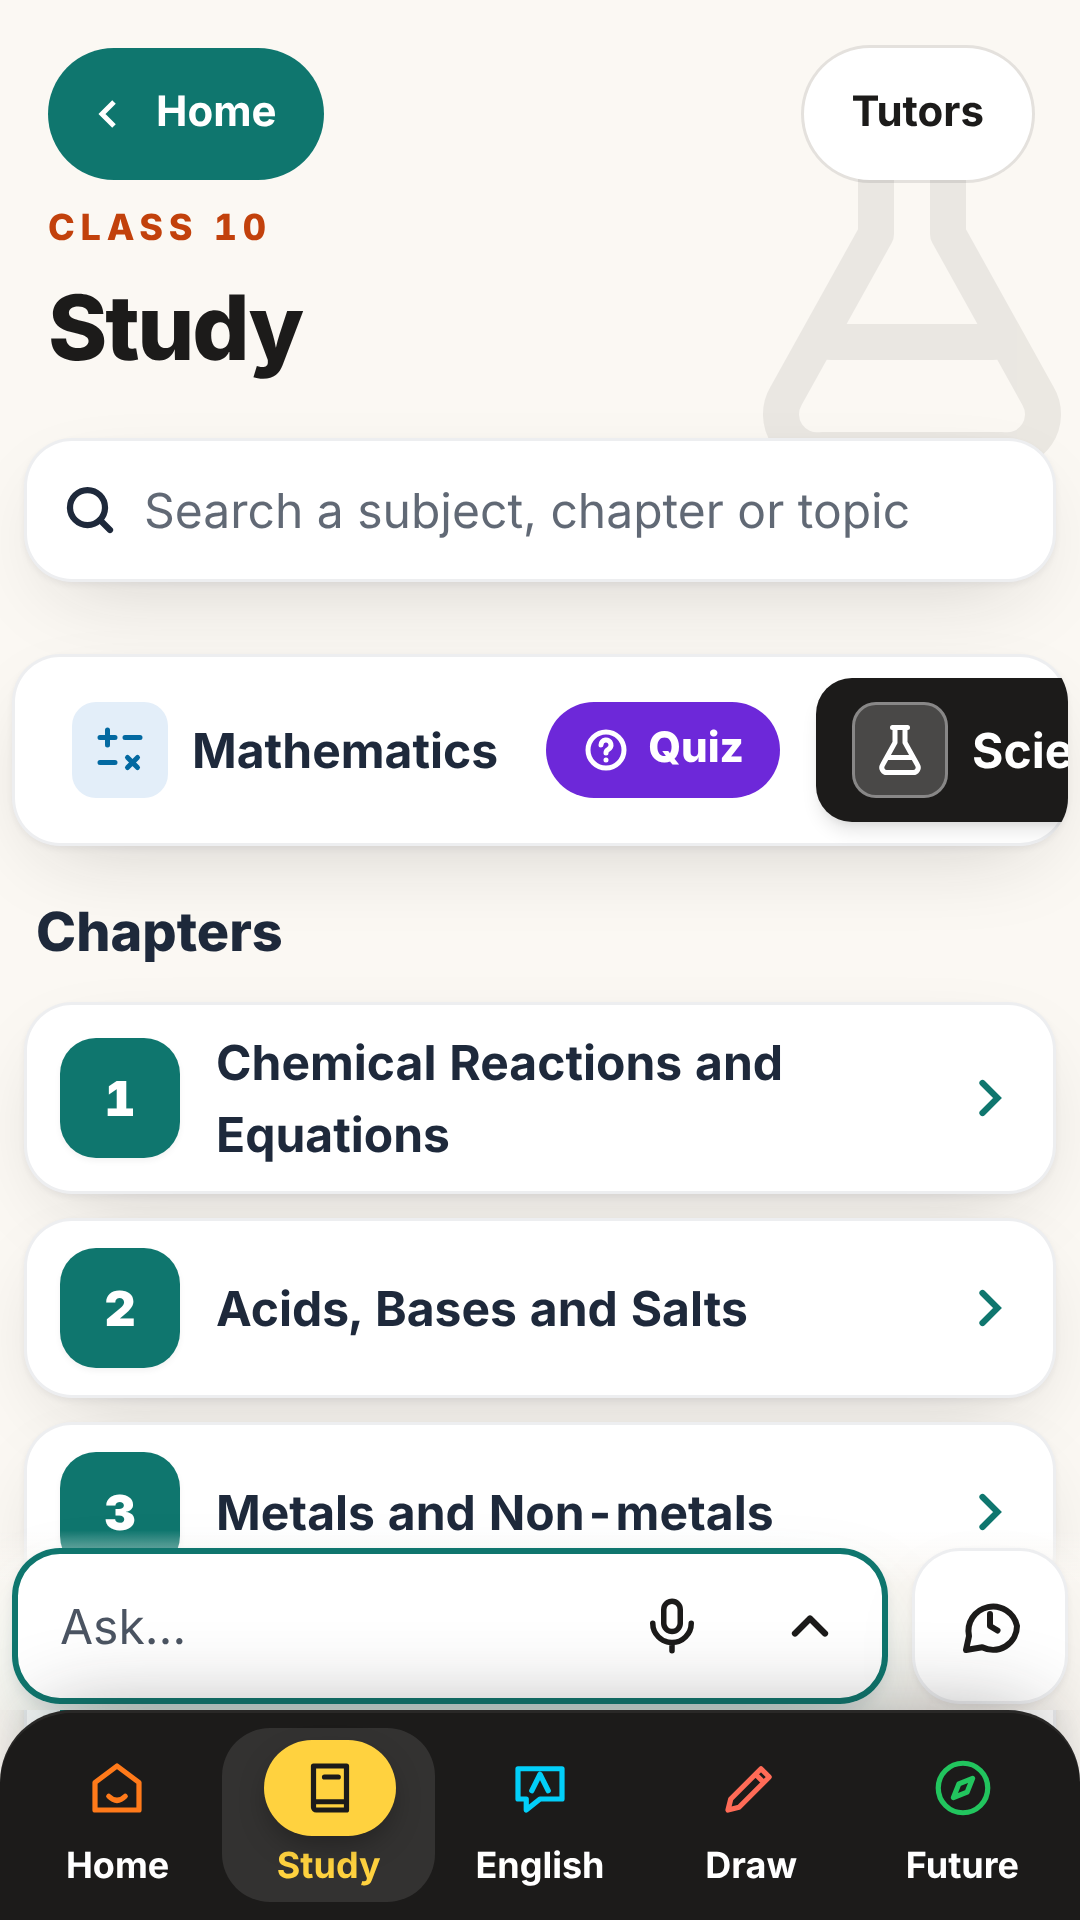 Home
Tutors
CLASS 10
Study
Search a subject, chapter or topic
Mathematics
Quiz
Scie
Chapters
1
Chemical Reactions and
Equations
2
Acids, Bases and Salts
3
Metals and Non-metals
Ask...
Home
Study
English
Draw
Future